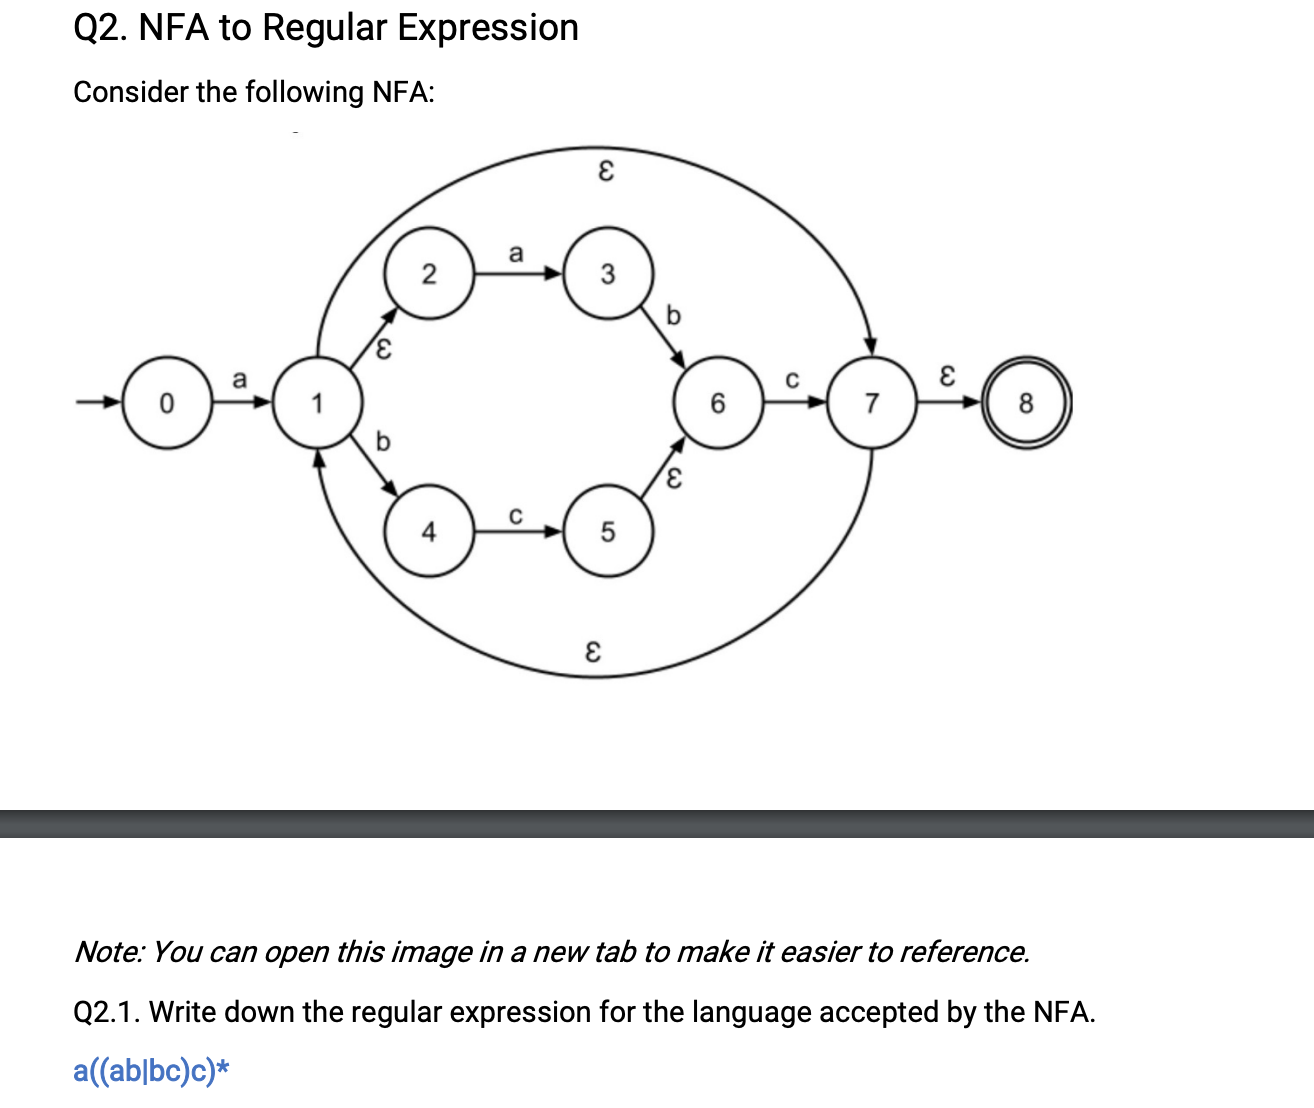 Q2. NFA to Regular Expression
Consider the following NFA:
ε
2 a 3
b
ε
0 a 1 6 c 7 ε 8
b
ε
4 c 5
ε
Note: You can open this image in a new tab to make it easier to reference.
Q2.1. Write down the regular expression for the language accepted by the NFA.
a((ab|bc)c)*